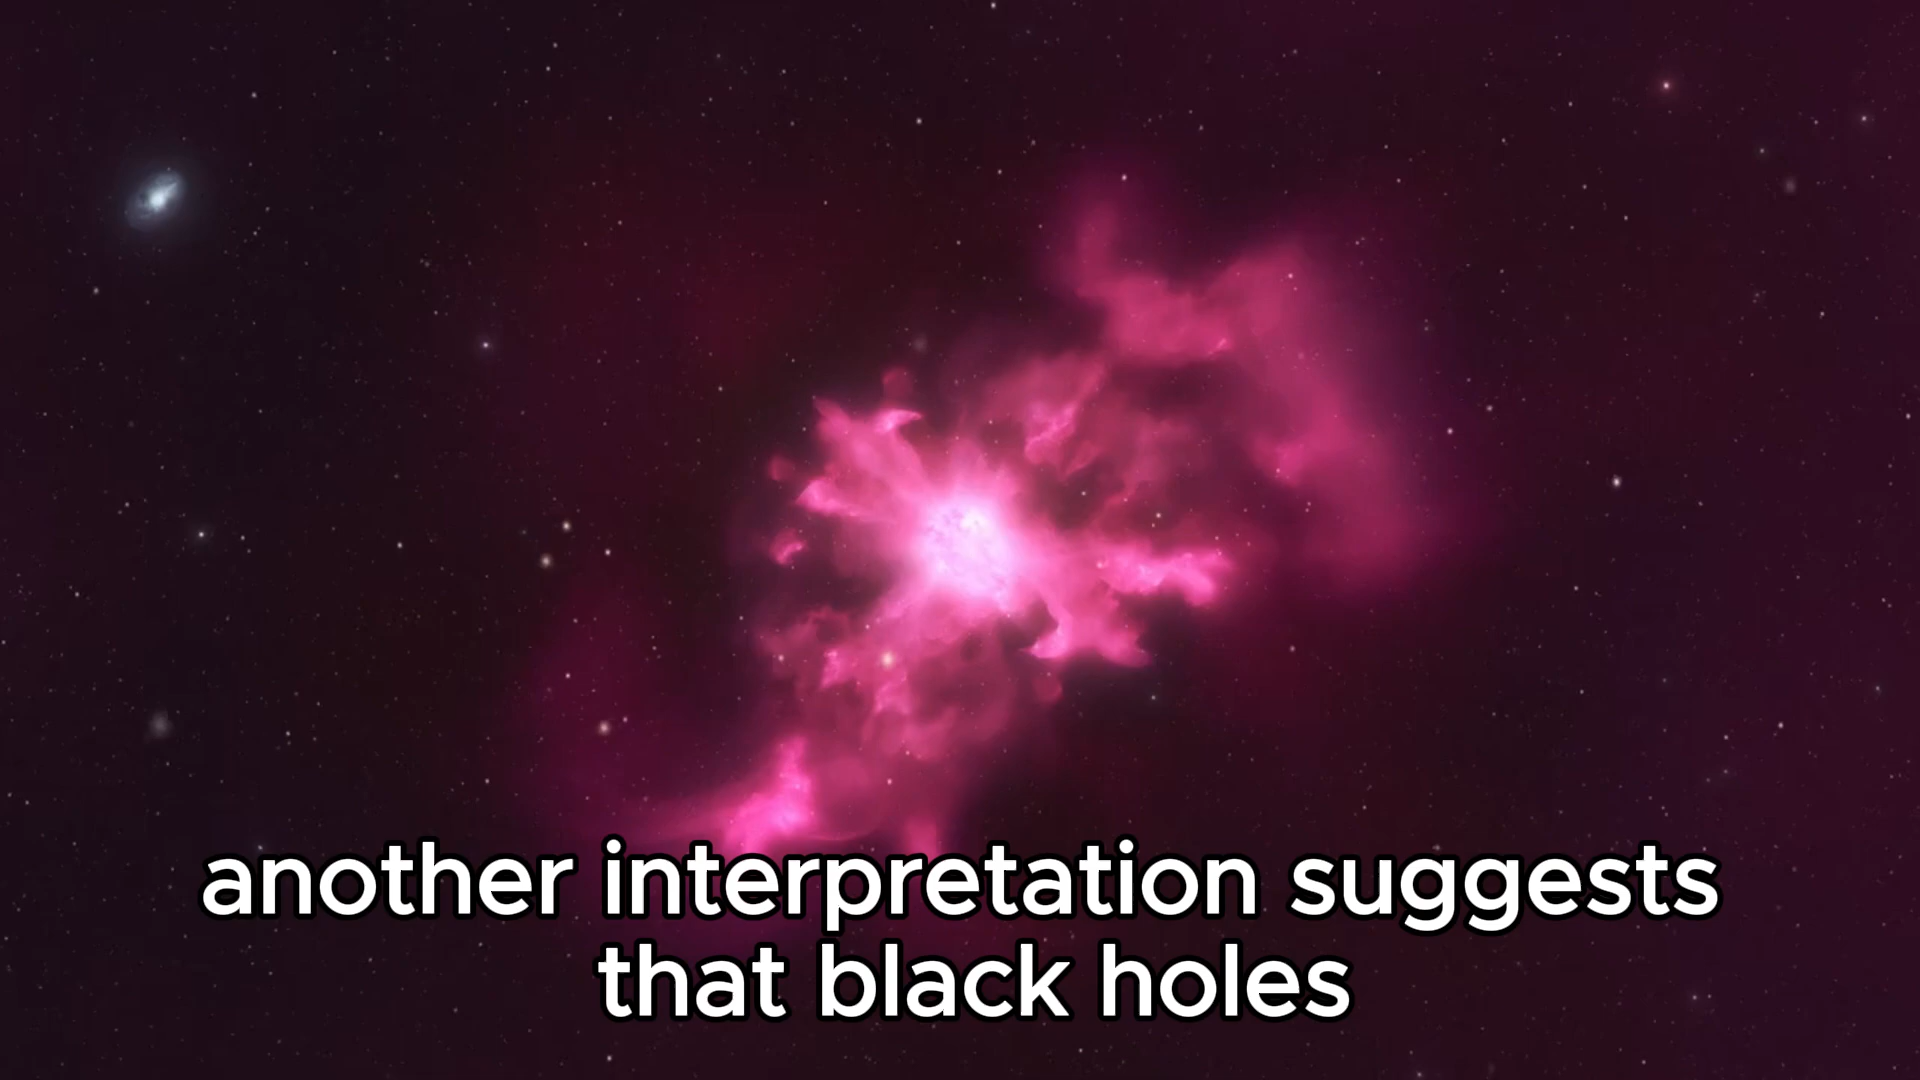 another interpretation suggests
that black holes